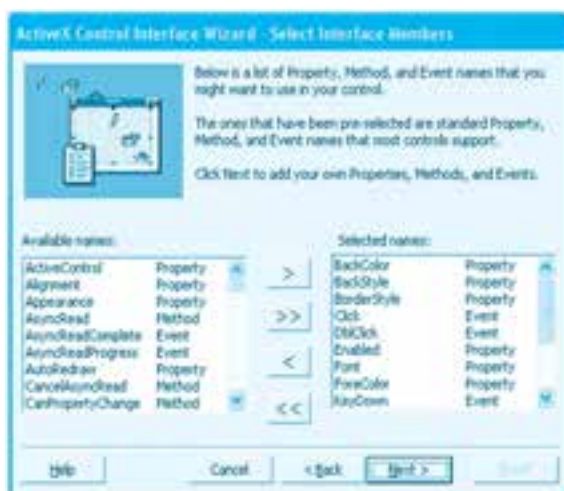 ActiveX Control Interface Wizard - Select Interface Members
Below is a list of Property, Method, and Event names that you
might want to use in your control.
The ones that have been pre-selected are standard Property,
Method, and Event names that most controls support.
Click Next to add your own Properties, Methods, and Events.
Available names:
Selected names:
ActiveControl Property
Alignment Property
Appearance Property
AsyncRead Method
AsyncReadComplete Event
AsyncReadProgress Event
AutoRedraw Property
CancelAsyncRead Method
CanPropertyChange Method
>
>>
<
<<
BackColor Property
BackStyle Property
BorderStyle Property
Click Event
DblClick Event
Enabled Property
Font Property
ForeColor Property
KeyDown Event
Help Cancel < Back Next >